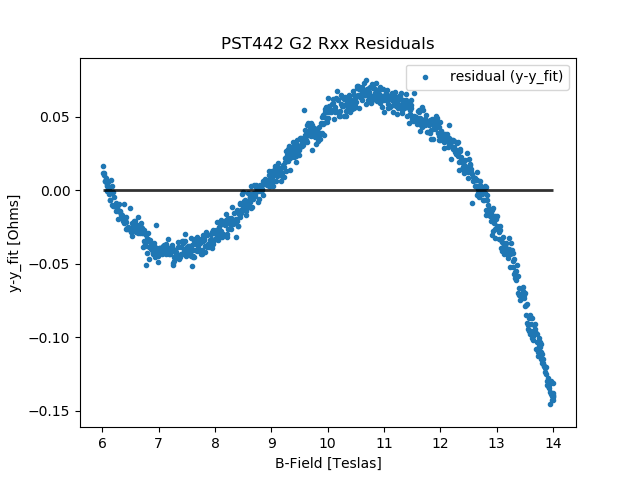 PST442 G2 Rxx Residuals
residual (y-y_fit)
y-y_fit [Ohms]
0.05
0.00
−0.05
−0.10
−0.15
6 7 8 9 10 11 12 13 14
B-Field [Teslas]